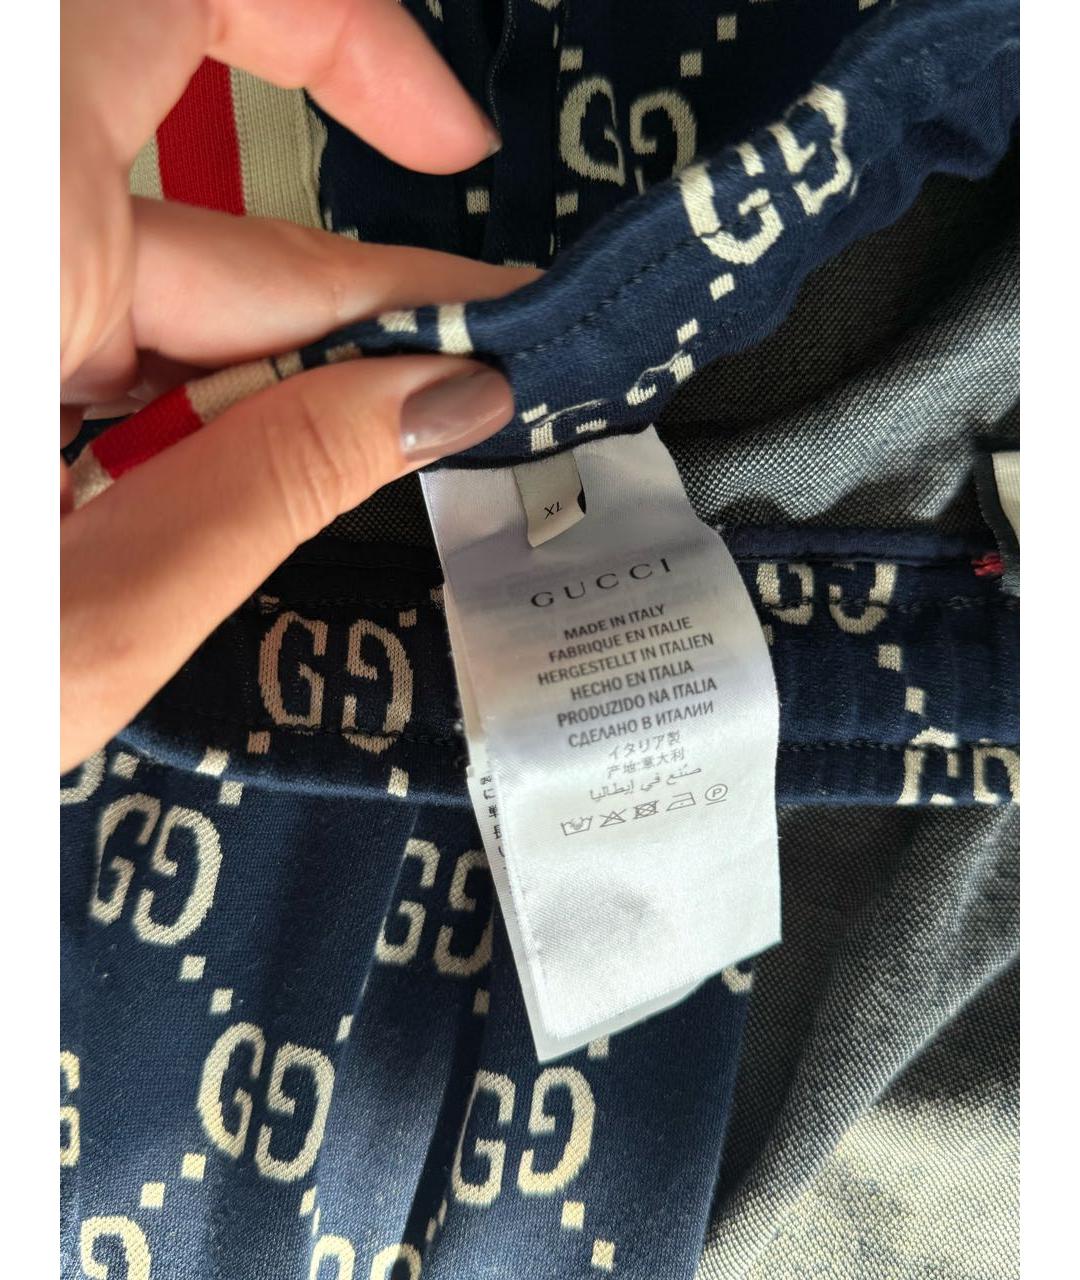 XL
GUCCI
MADE IN ITALY
FABRIQUE EN ITALIE
HERGESTELLT IN ITALIEN
HECHO EN ITALIA
PRODUZIDO NA ITALIA
СДЕЛАНО В ИТАЛИИ
イタリア製
产地:意大利
صنع في إيطاليا
P